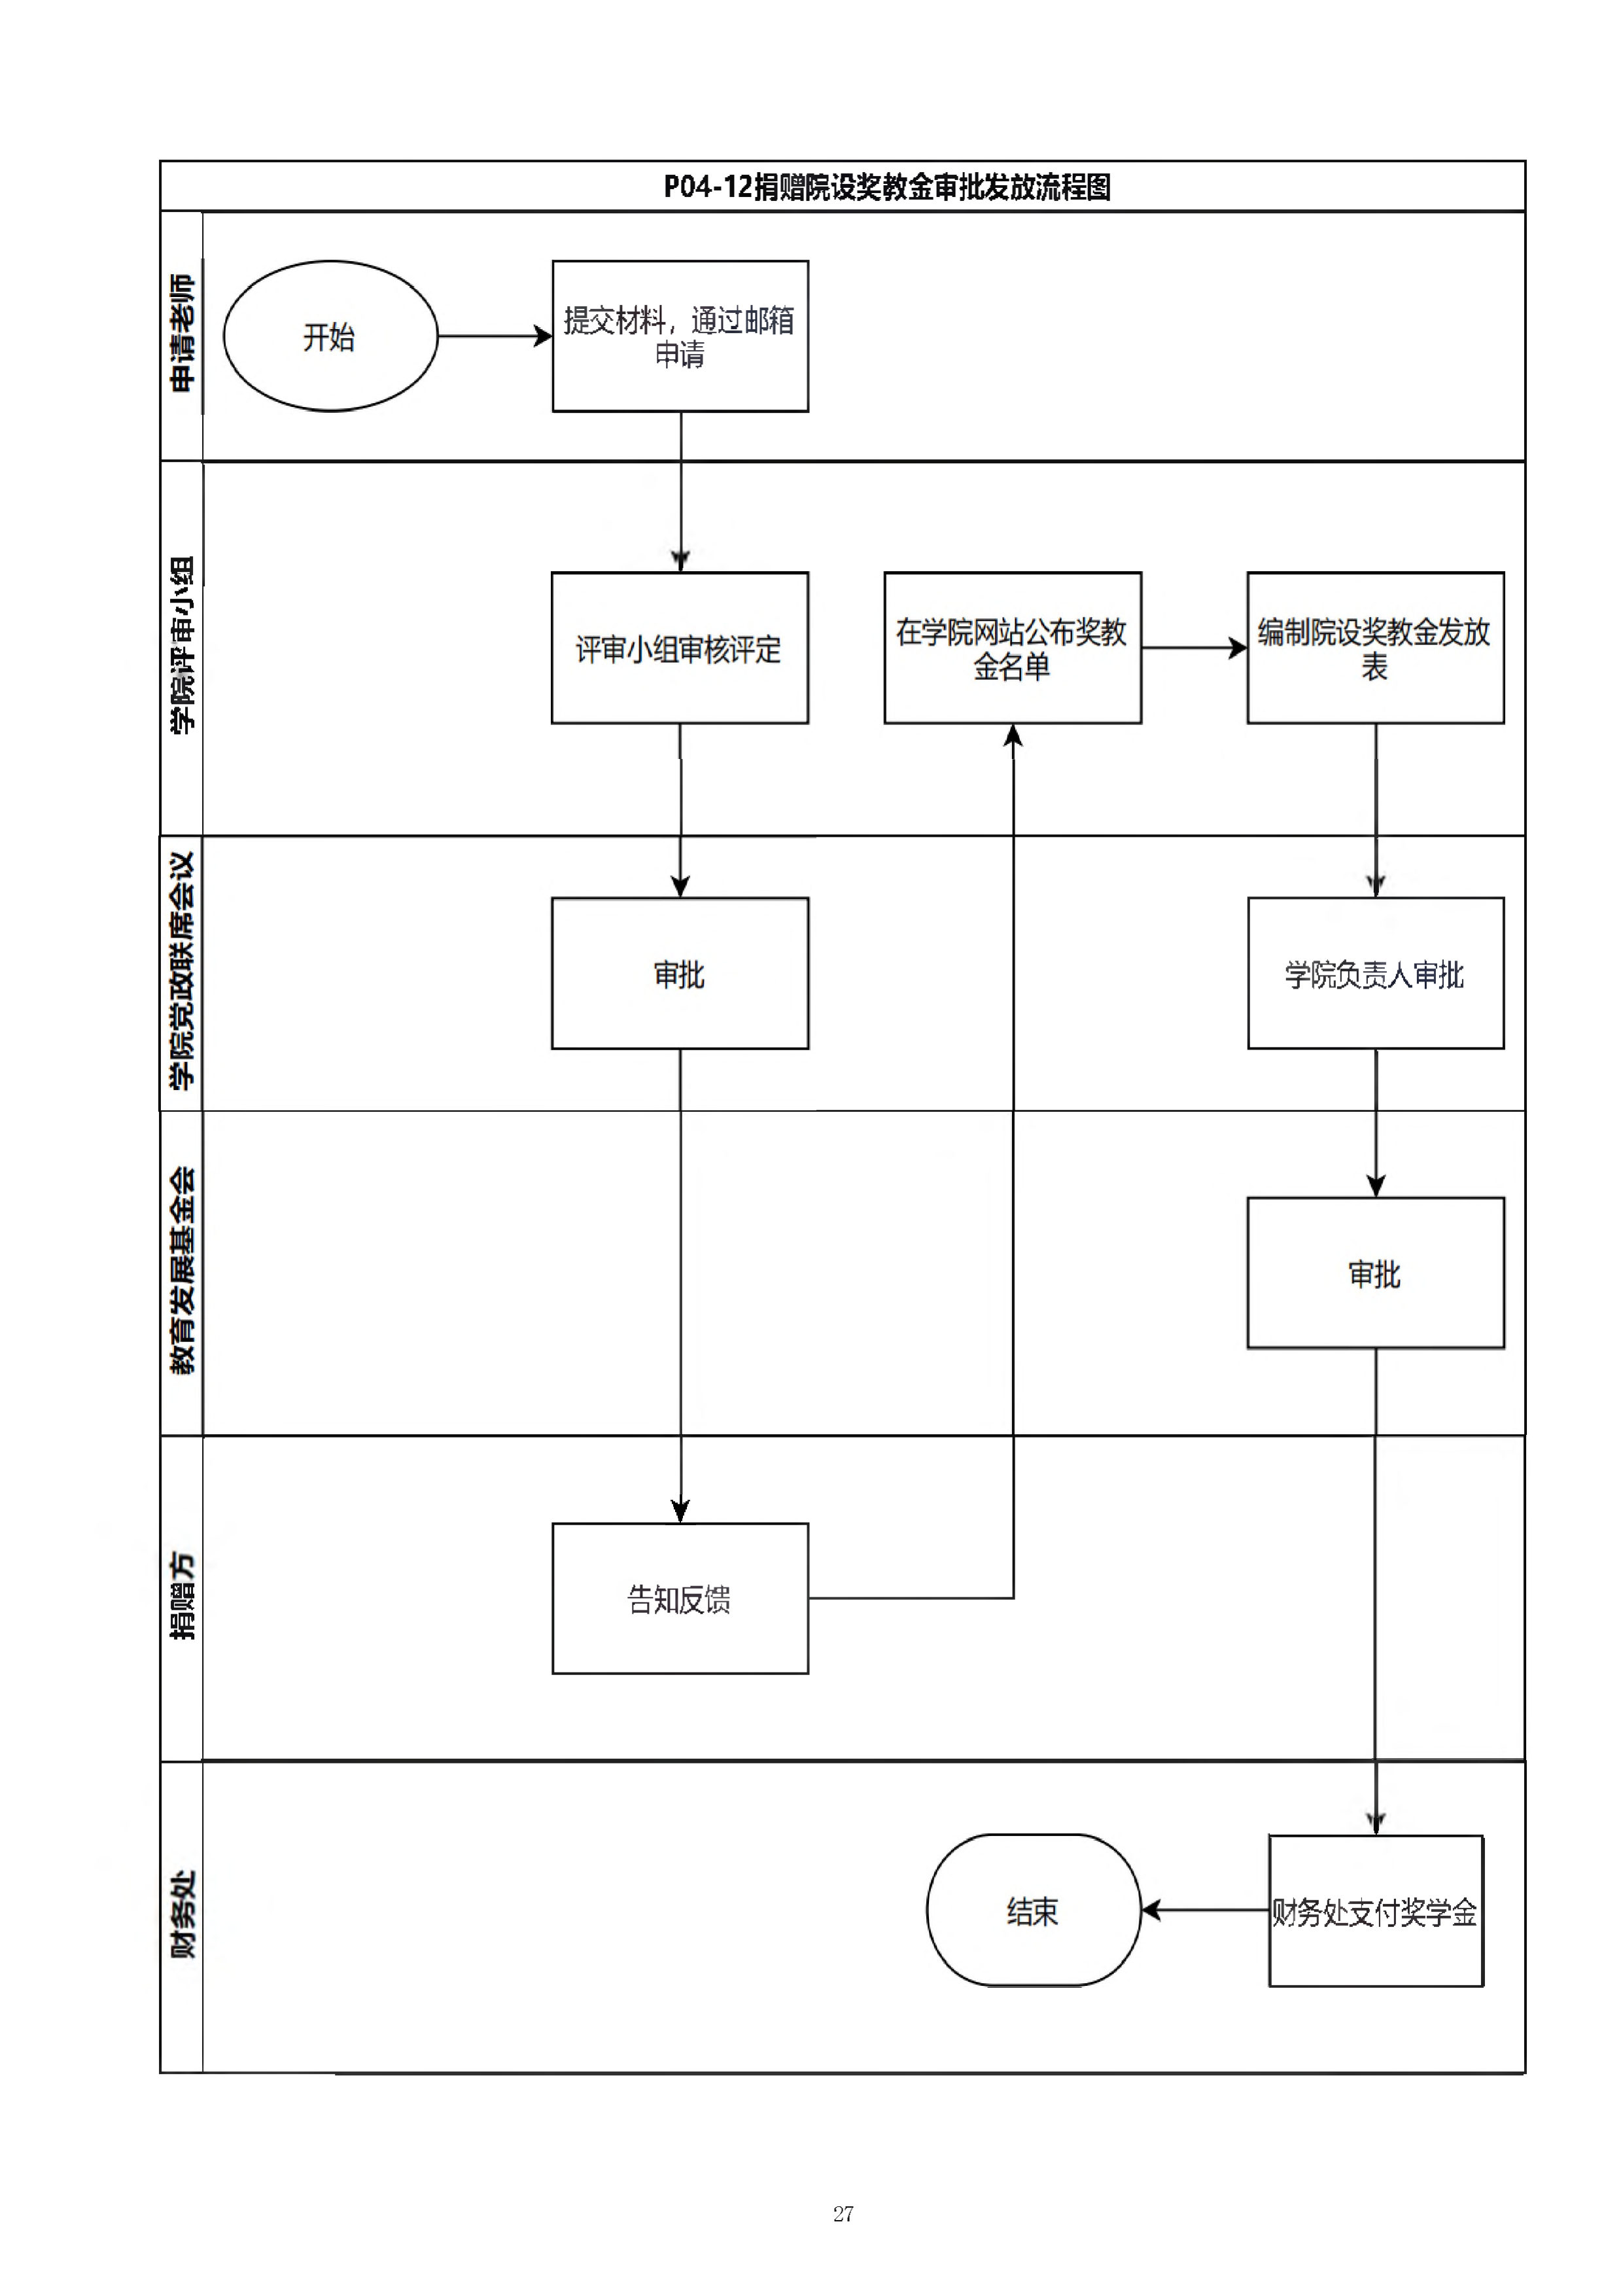 P04-12捐赠院设奖教金审批发放流程图
申请老师
开始
提交材料，通过邮箱
申请
学院评审小组
评审小组审核评定
在学院网站公布奖教
金名单
编制院设奖教金发放
表
学院党政联席会议
审批
学院负责人审批
教育发展基金会
审批
捐赠方
告知反馈
财务处
结束
财务处支付奖学金
27